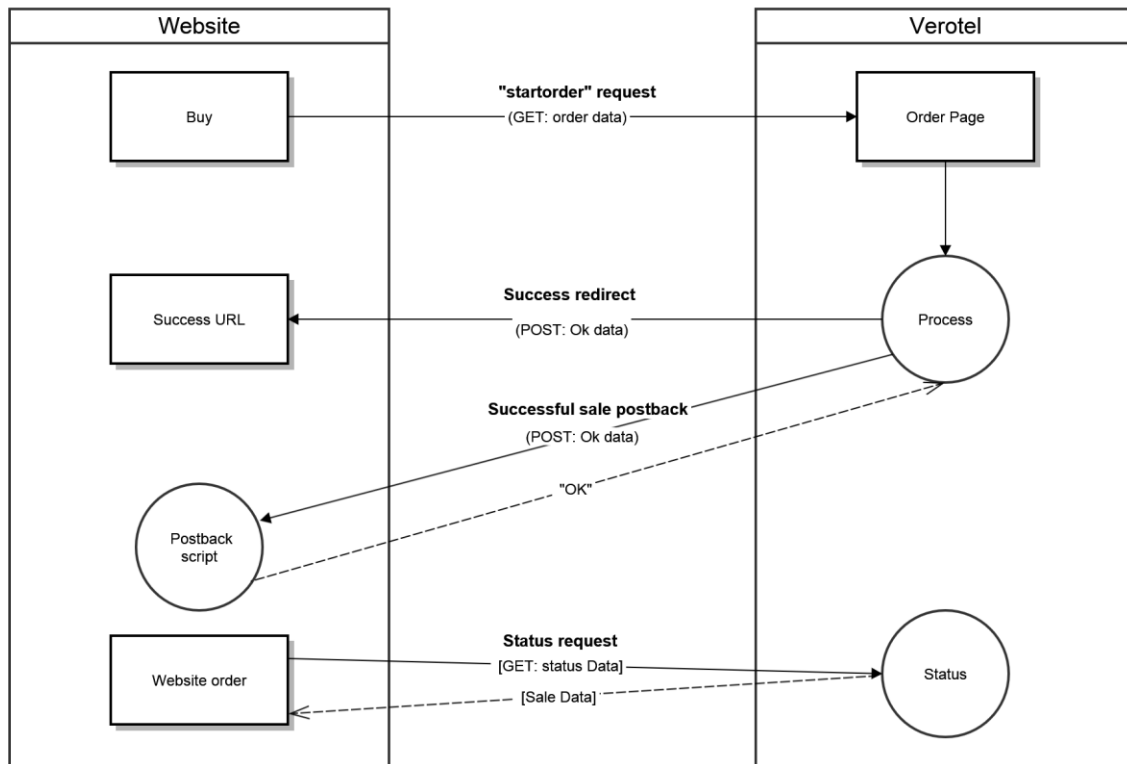 Website
Verotel
Buy
"startorder" request
(GET: order data)
Order Page
Success URL
Success redirect
(POST: Ok data)
Process
Successful sale postback
(POST: Ok data)
"OK"
Postback
script
Website order
Status request
[GET: status Data]
[Sale Data]
Status